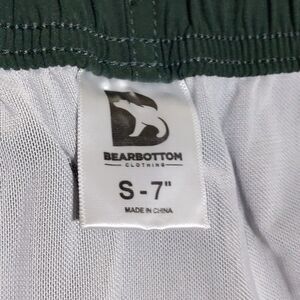 BEARBOTTOM
CLOTHING
S - 7"
MADE IN CHINA